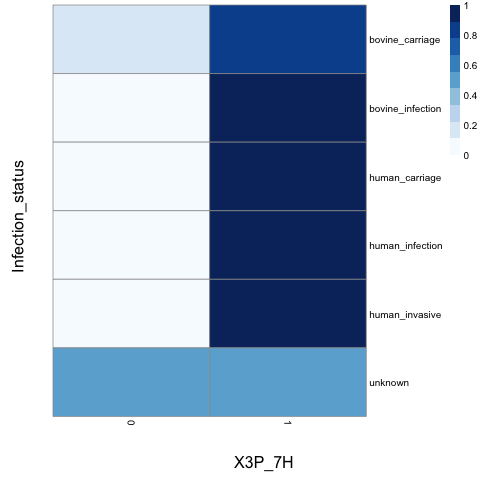 1
bovine_carriage
0.8
0.6
bovine_infection
0.4
0.2
0
human_carriage
Infection_status
human_infection
human_invasive
unknown
0
1
X3P_7H